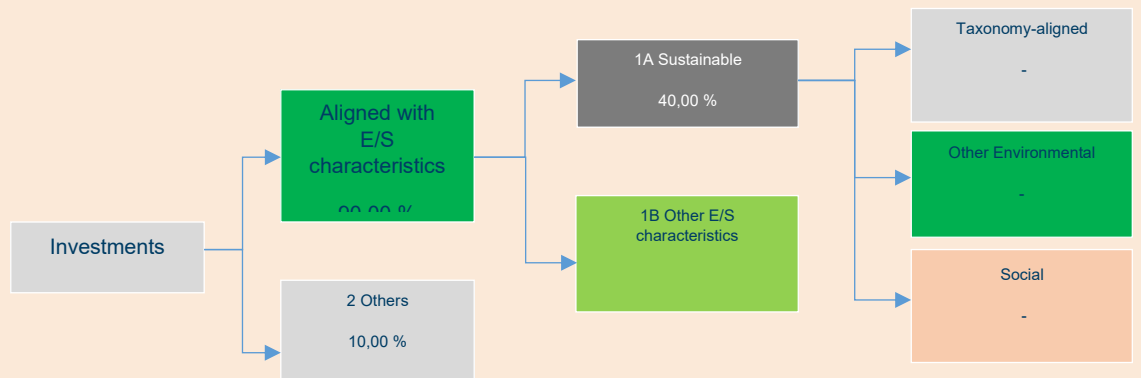 Investments
Aligned with
E/S
characteristics
2 Others
10,00 %
1A Sustainable
40,00 %
1B Other E/S
characteristics
Taxonomy-aligned
-
Other Environmental
-
Social
-